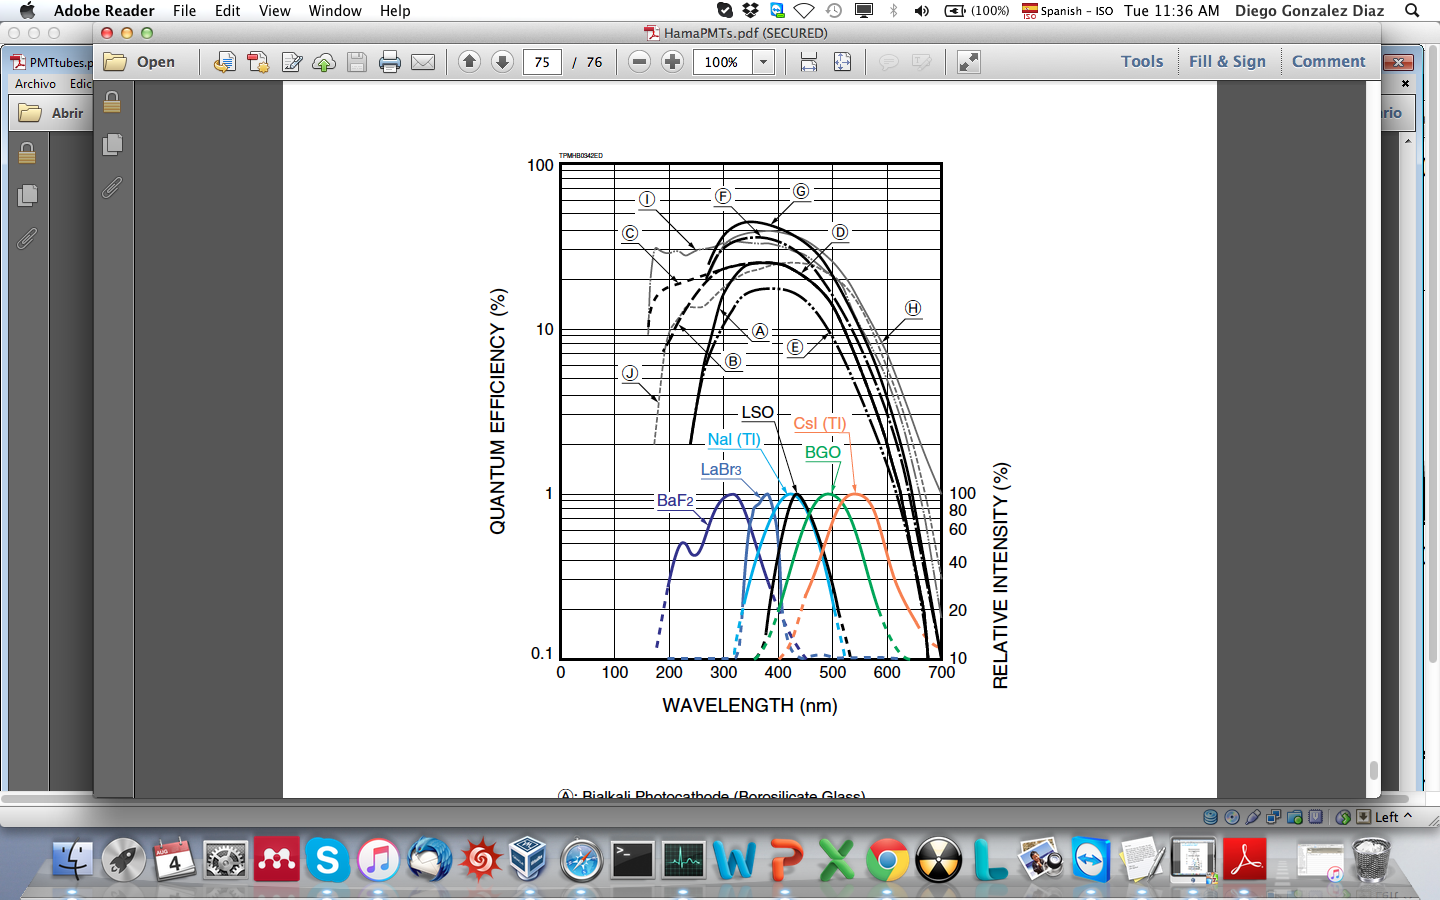 Adobe Reader File Edit View Window Help (100%) Spanish – ISO Tue 11:36 AM Diego Gonzalez Diaz
ISO
HamaPMTs.pdf (SECURED)
PMTtubes.p
Open 75 / 76 100% Tools Fill & Sign Comment
Archivo Edic
Abrir
rio
TPMHB0342ED
100
10
1
0.1
QUANTUM EFFICIENCY (%)
I
F
G
C
D
H
A
E
B
J
LSO
CsI (Tl)
NaI (Tl)
BGO
LaBr3
BaF2
100
80
60
40
20
10
RELATIVE INTENSITY (%)
0 100 200 300 400 500 600 700
WAVELENGTH (nm)
A: Bialkali Photocathode (Borosilicate Glass)
Left
AUG
4